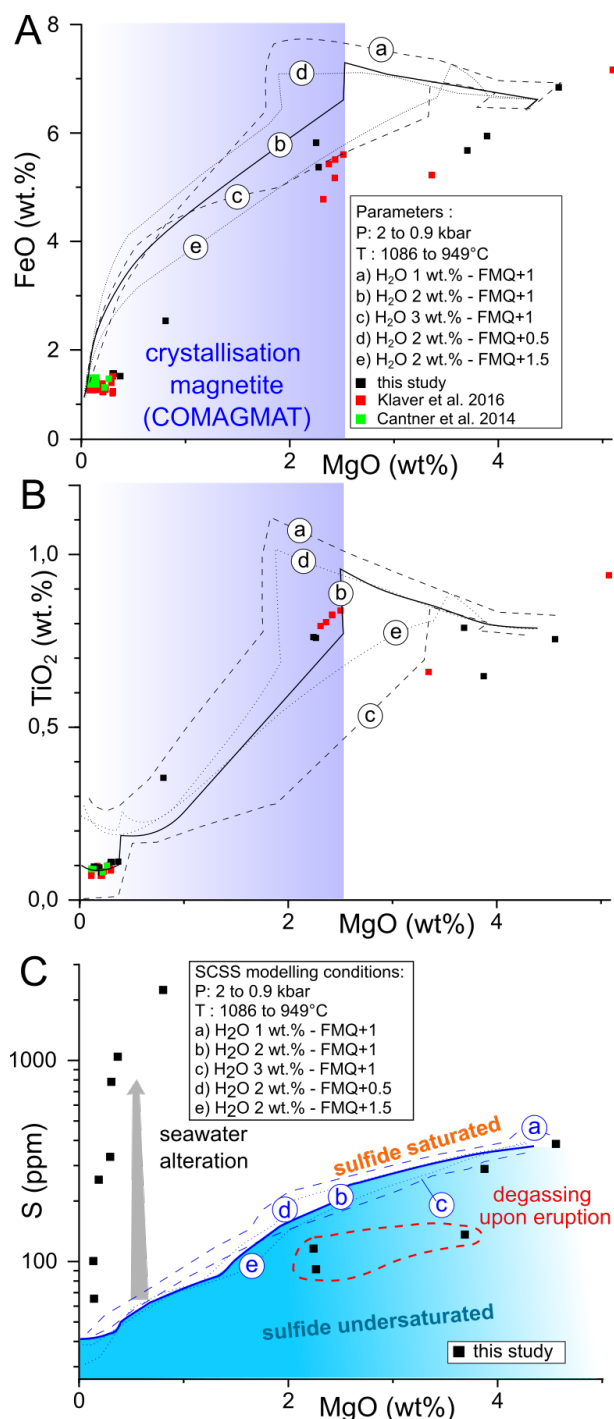 A
8
6
4
2
0
FeO (wt.%)
a
d
b
c
e
Parameters :
P: 2 to 0.9 kbar
T : 1086 to 949°C
a) H₂O 1 wt.% - FMQ+1
b) H₂O 2 wt.% - FMQ+1
c) H₂O 3 wt.% - FMQ+1
d) H₂O 2 wt.% - FMQ+0.5
e) H₂O 2 wt.% - FMQ+1.5
this study
Klaver et al. 2016
Cantner et al. 2014
crystallisation
magnetite
(COMAGMAT)
0
2
4
MgO (wt%)
B
1,0
0,5
0,0
TiO₂ (wt.%)
a
d
b
e
c
0
2
4
MgO (wt%)
C
1000
100
S (ppm)
SCSS modelling conditions:
P: 2 to 0.9 kbar
T : 1086 to 949°C
a) H₂O 1 wt.% - FMQ+1
b) H₂O 2 wt.% - FMQ+1
c) H₂O 3 wt.% - FMQ+1
d) H₂O 2 wt.% - FMQ+0.5
e) H₂O 2 wt.% - FMQ+1.5
seawater
alteration
sulfide saturated
a
d
b
c
e
degassing
upon eruption
sulfide undersaturated
this study
0
2
4
MgO (wt%)